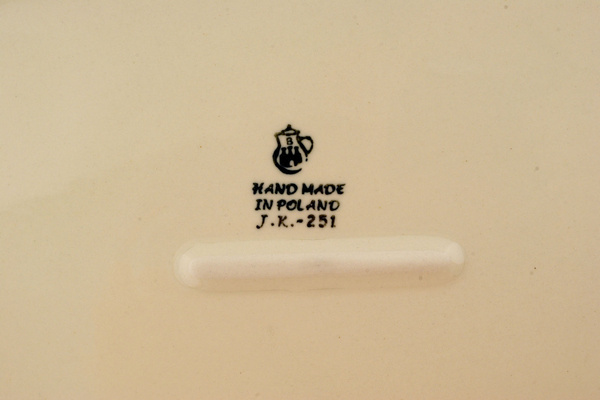 B
HAND MADE
IN POLAND
J.K.-251